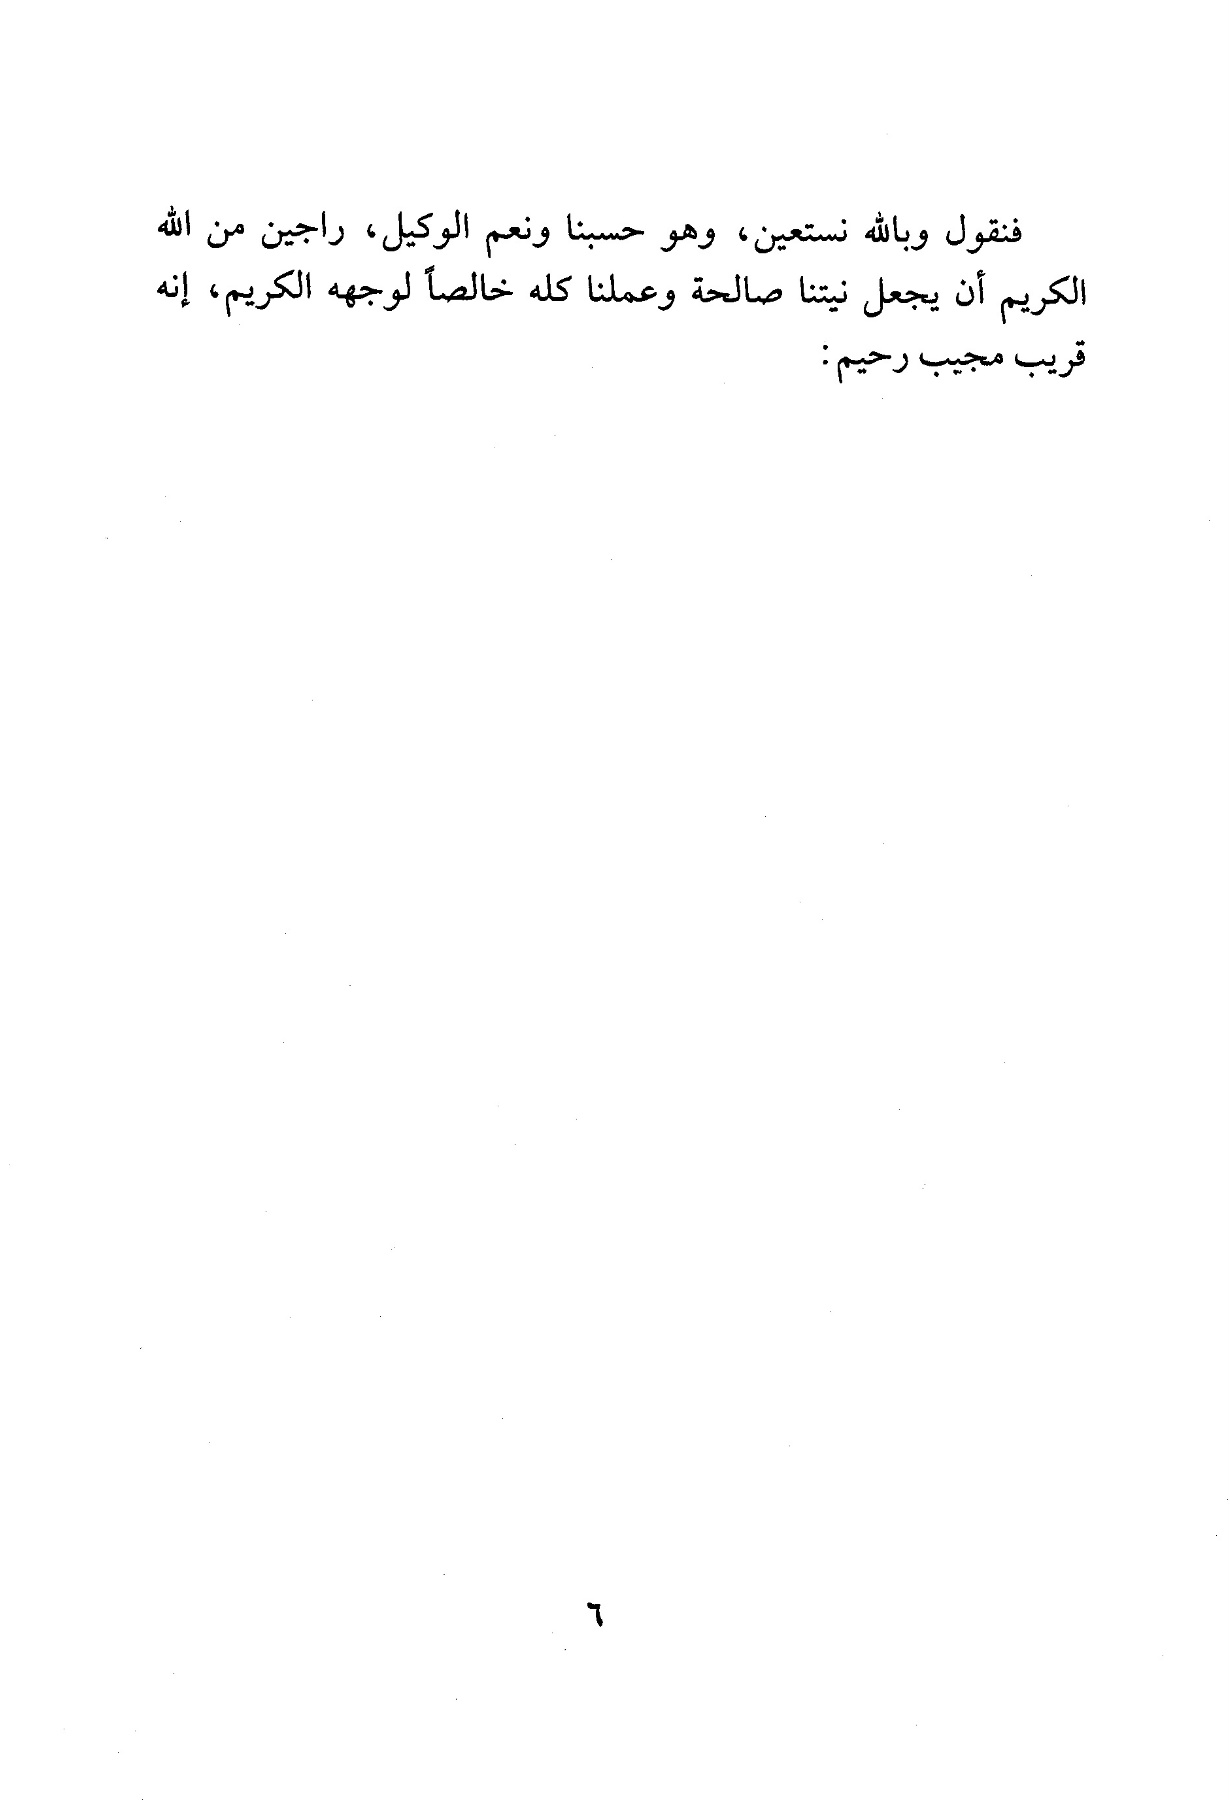 فنقول وبالله نستعين، وهو حسبنا ونعم الوكيل، راجين من الله
الكريم أن يجعل نيتنا صالحة وعملنا كله خالصاً لوجهه الكريم، إنه
قريب مجيب رحيم:
٦